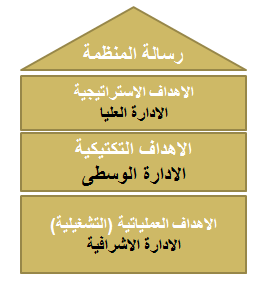 رسالة المنظمة
الاهداف الاستراتيجية
الادارة العليا
الاهداف التكتيكية
الادارة الوسطى
الاهداف العملياتية (التشغيلية)
الادارة الاشرافية